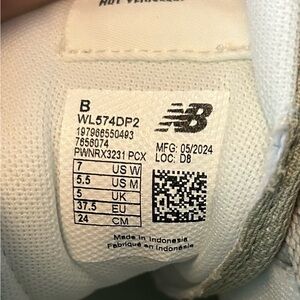 B
WL574DP2
197966550493
7656074
PWNRX3231 PCX
MFG: 05/2024
LOC: D8
7 US W
5.5 US M
5 UK
37.5 EU
24 CM
Made in Indonesia
Fabriqué en Indonésie